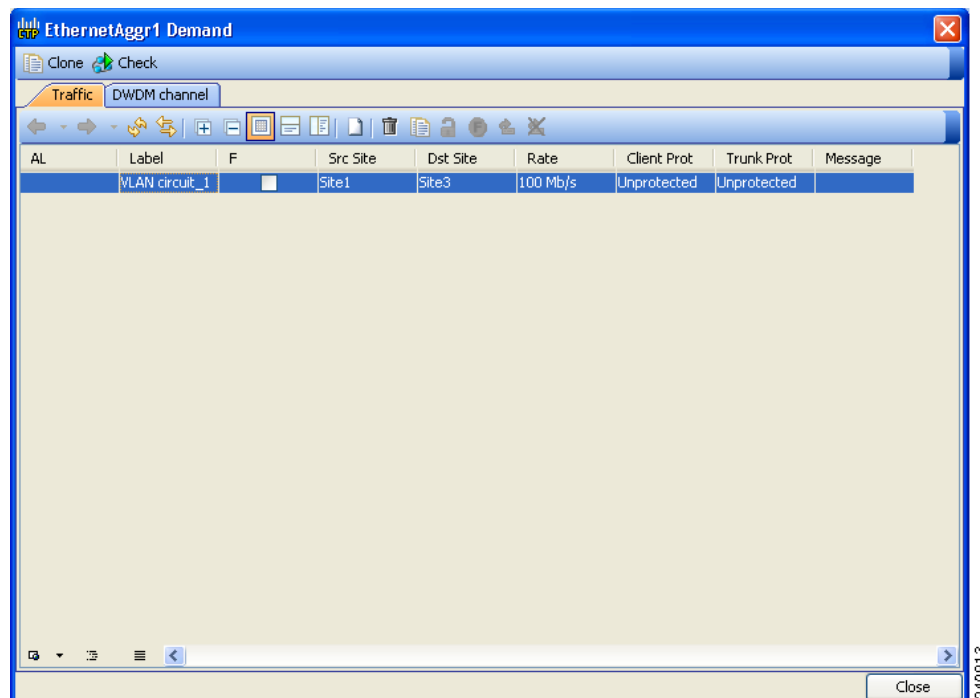 CTP EthernetAggr1 Demand
Clone Check
Traffic DWDM channel
AL Label F Src Site Dst Site Rate Client Prot Trunk Prot Message
VLAN circuit_1 Site1 Site3 100 Mb/s Unprotected Unprotected
Close